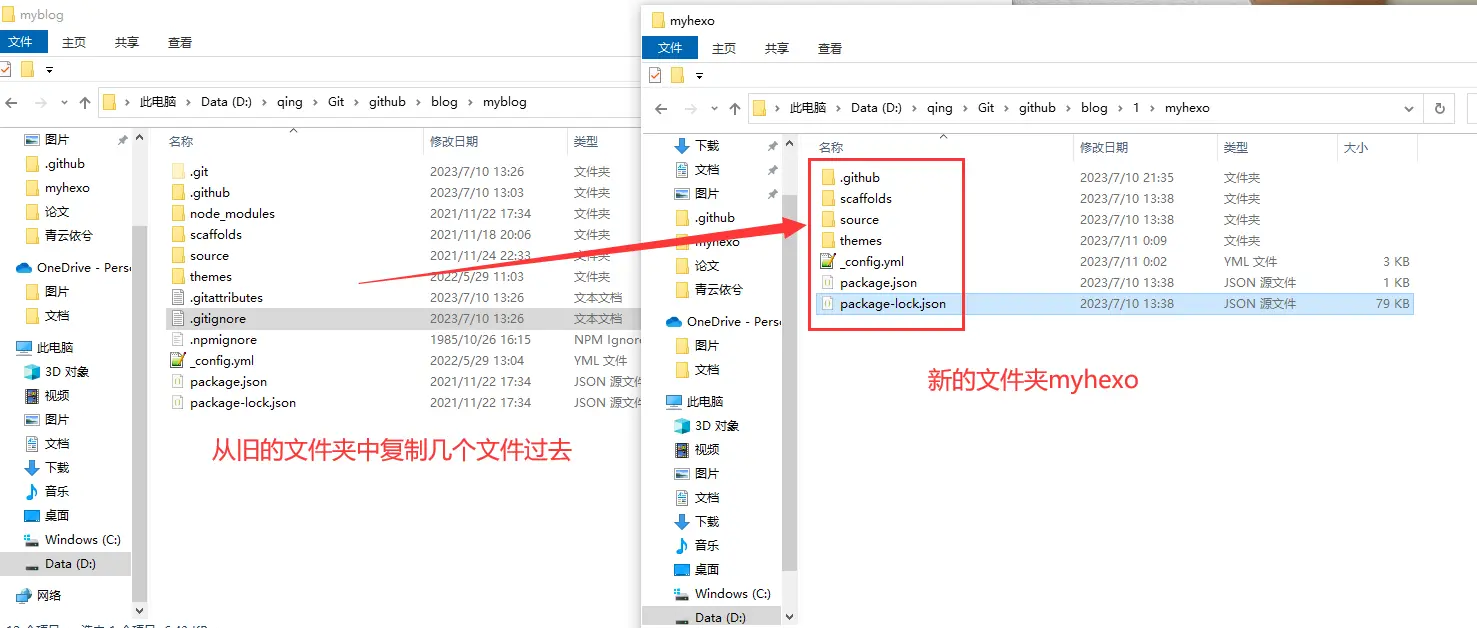 myblog
文件 主页 共享 查看
此电脑 › Data (D:) › qing › Git › github › blog › myblog
图片
.github
myhexo
论文
青云依兮
OneDrive - Pers
图片
文档
此电脑
3D 对象
视频
图片
文档
下载
音乐
桌面
Windows (C:)
Data (D:)
网络
名称 修改日期 类型
.git 2023/7/10 13:26 文件夹
.github 2023/7/10 13:03 文件夹
node_modules 2021/11/22 17:34 文件夹
scaffolds 2021/11/18 20:06 文件夹
source 2021/11/24 22:33 文件夹
themes 2022/5/29 11:03 文件夹
.gitattributes 2023/7/10 13:26 文本文档
.gitignore 2023/7/10 13:26 文本文档
.npmignore 1985/10/26 16:15 NPM Ignor
_config.yml 2022/5/29 13:04 YML 文件
package.json 2021/11/22 17:34 JSON 源文件
package-lock.json 2021/11/22 17:34 JSON 源文件
从旧的文件夹中复制几个文件过去
myhexo
文件 主页 共享 查看
此电脑 › Data (D:) › qing › Git › github › blog › 1 › myhexo
下载
文档
图片
.github
myhexo
论文
青云依兮
OneDrive - Pers
图片
文档
此电脑
3D 对象
视频
图片
文档
下载
音乐
桌面
Windows (C:)
Data (D:)
名称 修改日期 类型 大小
.github 2023/7/10 21:35 文件夹
scaffolds 2023/7/10 13:38 文件夹
source 2023/7/10 13:38 文件夹
themes 2023/7/11 0:09 文件夹
_config.yml 2023/7/11 0:02 YML 文件 3 KB
package.json 2023/7/10 13:38 JSON 源文件 1 KB
package-lock.json 2023/7/10 13:38 JSON 源文件 79 KB
新的文件夹myhexo